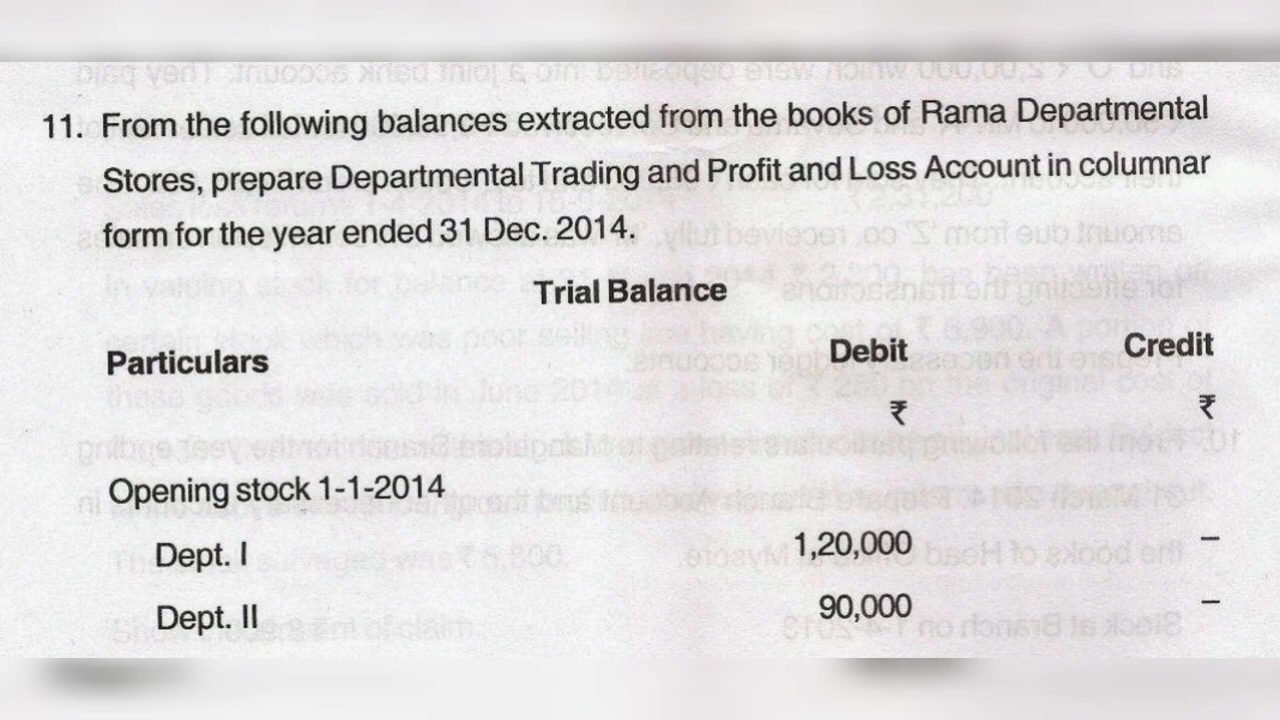 11. From the following balances extracted from the books of Rama Departmental
Stores, prepare Departmental Trading and Profit and Loss Account in columnar
form for the year ended 31 Dec. 2014.
Trial Balance
Particulars Debit Credit
₹ ₹
Opening stock 1-1-2014
Dept. I 1,20,000 –
Dept. II 90,000 –